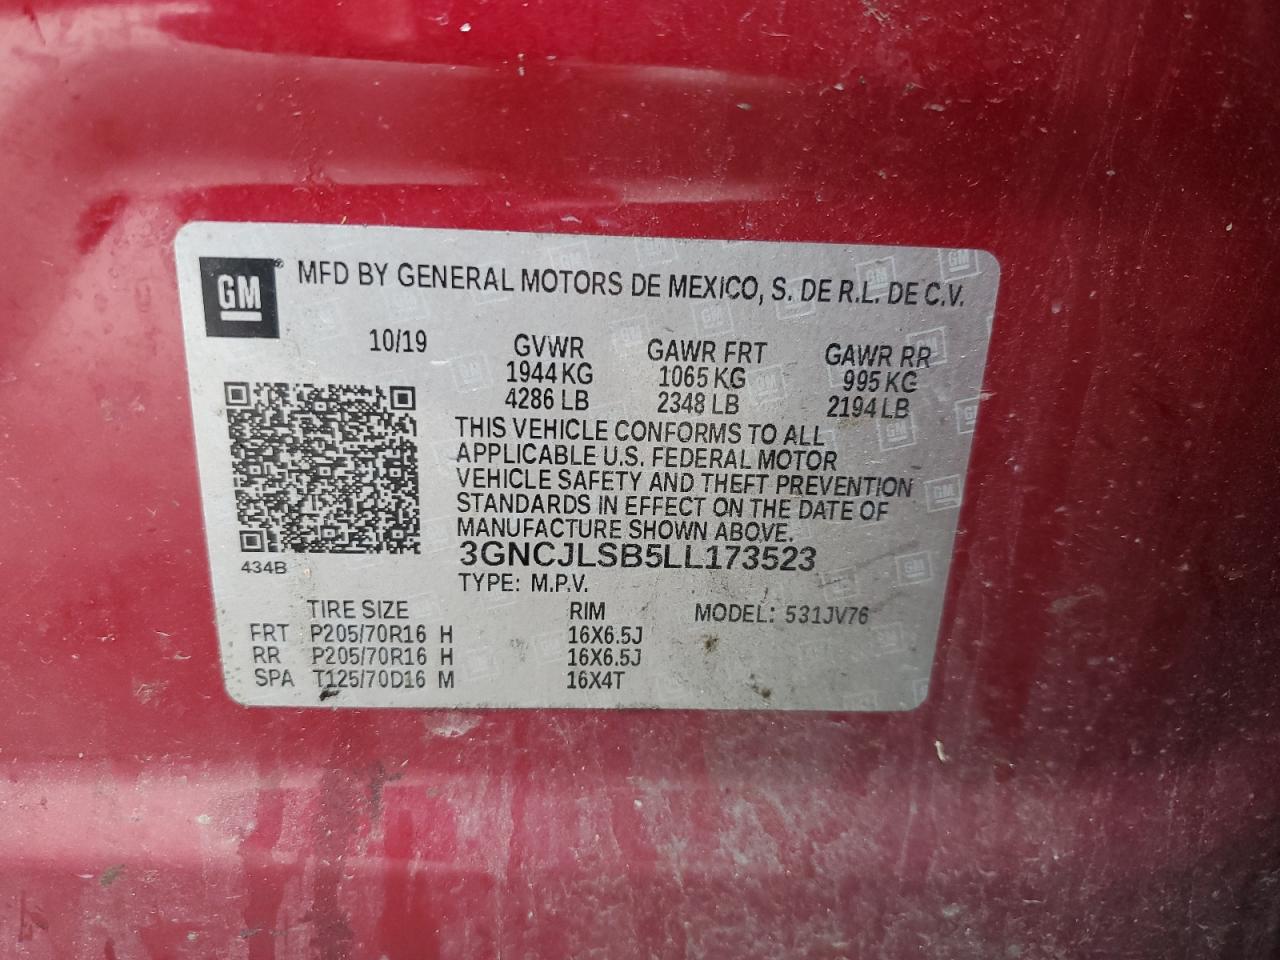 GM MFD BY GENERAL MOTORS DE MEXICO, S. DE R.L. DE C.V.
10/19 GVWR GAWR FRT GAWR RR
1944 KG 1065 KG 995 KG
4286 LB 2348 LB 2194 LB
THIS VEHICLE CONFORMS TO ALL
APPLICABLE U.S. FEDERAL MOTOR
VEHICLE SAFETY AND THEFT PREVENTION
STANDARDS IN EFFECT ON THE DATE OF
MANUFACTURE SHOWN ABOVE.
3GNCJLSB5LL173523
434B
TYPE: M.P.V.
TIRE SIZE RIM MODEL: 531JV76
FRT P205/70R16 H 16X6.5J
RR P205/70R16 H 16X6.5J
SPA T125/70D16 M 16X4T